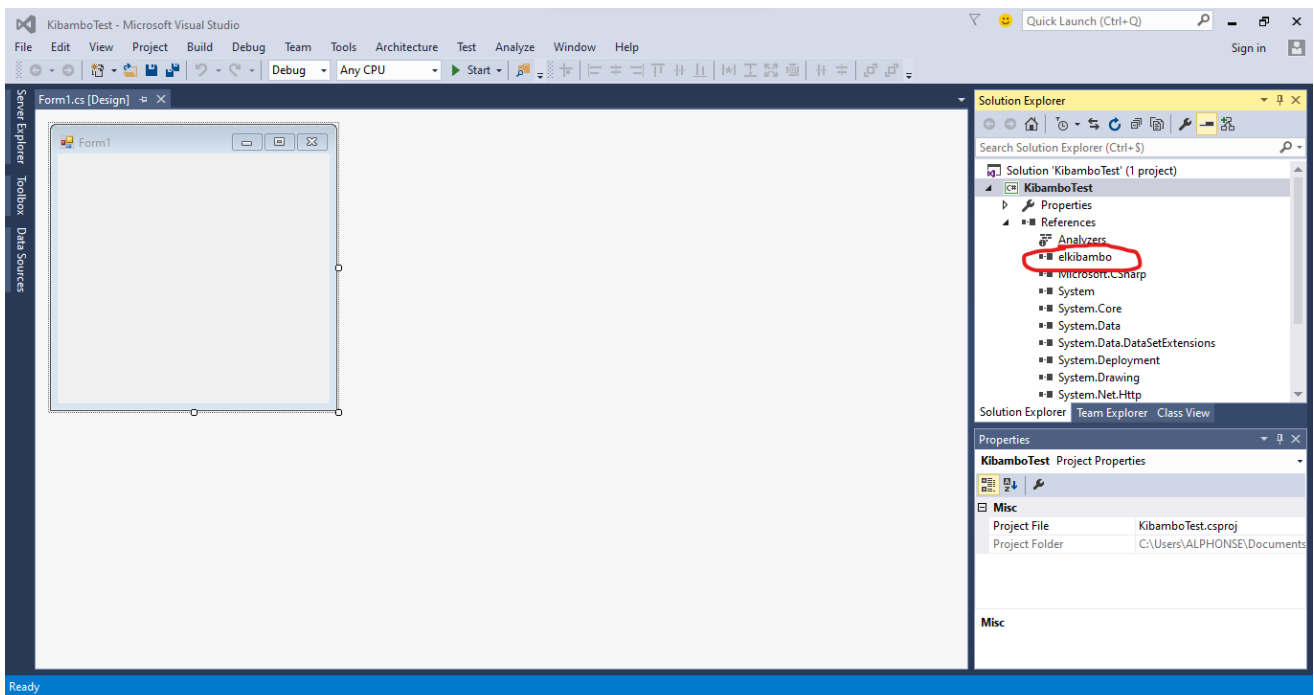 KibamboTest - Microsoft Visual Studio
Quick Launch (Ctrl+Q)
File Edit View Project Build Debug Team Tools Architecture Test Analyze Window Help
Sign in
Debug Any CPU Start
Server Explorer
Toolbox
Data Sources
Form1.cs [Design]
Form1
Solution Explorer
Search Solution Explorer (Ctrl+$)
Solution 'KibamboTest' (1 project)
C# KibamboTest
Properties
References
Analyzers
elkibambo
Microsoft.CSharp
System
System.Core
System.Data
System.Data.DataSetExtensions
System.Deployment
System.Drawing
System.Net.Http
Solution Explorer Team Explorer Class View
Properties
KibamboTest Project Properties
Misc
Project File KibamboTest.csproj
Project Folder C:\Users\ALPHONSE\Documents
Misc
Ready